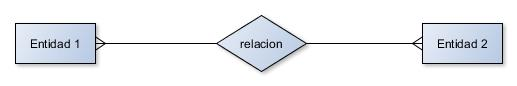 Entidad 1
relacion
Entidad 2